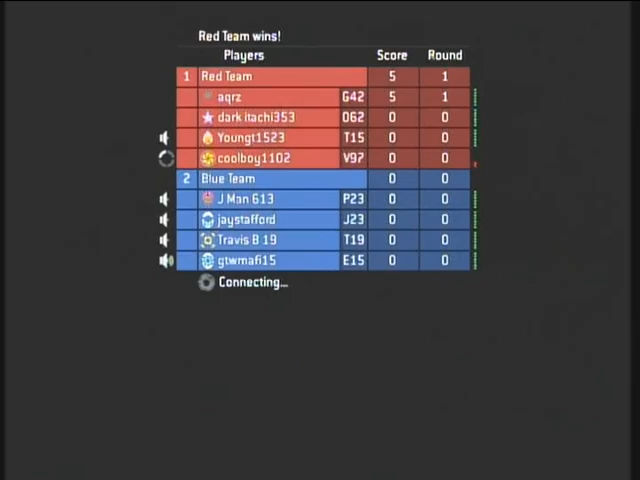 Red Team wins!
Players Score Round
1 Red Team 5 1
aqrz G42 5 1
dark itachi353 O62 0 0
Youngt1523 T15 0 0
coolboy1102 V97 0 0
2 Blue Team 0 0
J Man 613 P23 0 0
jaystafford J23 0 0
Travis B 19 T19 0 0
gtwmafi15 E15 0 0
Connecting...